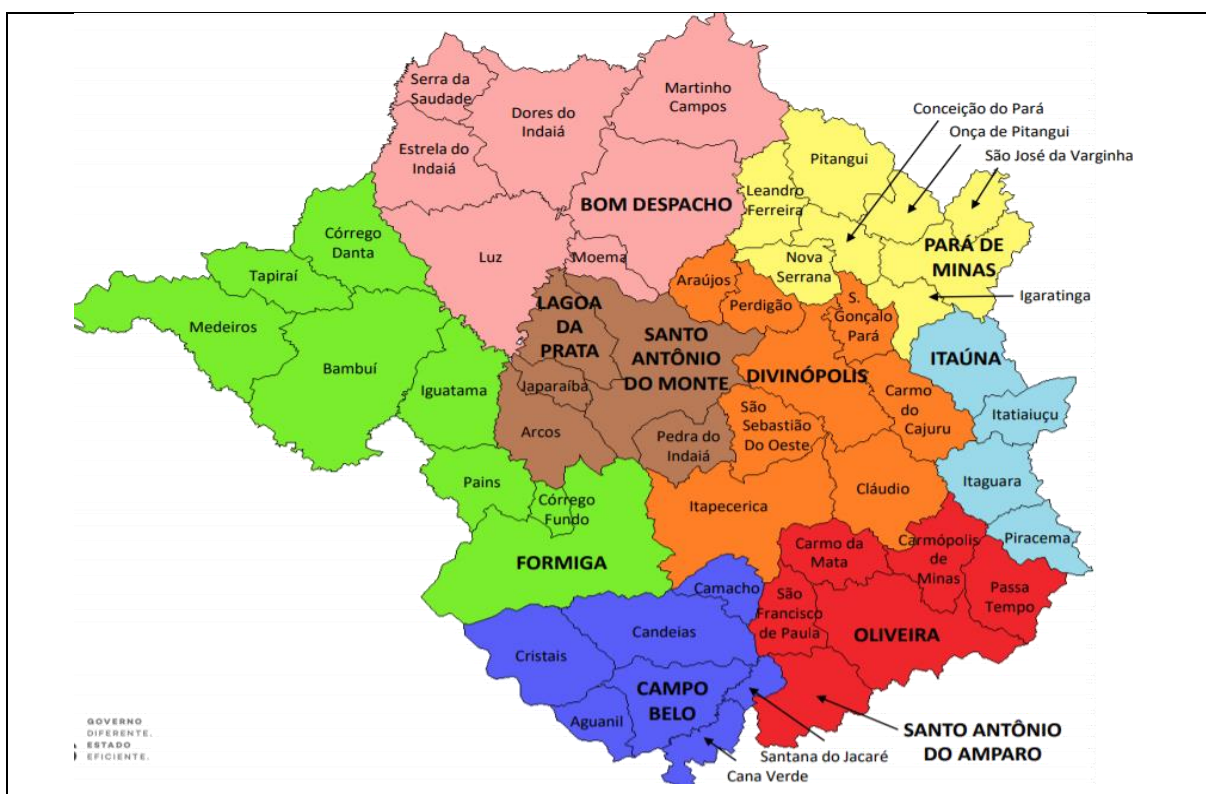 Serra da
Saudade
Dores do
Indaiá
Martinho
Campos
Estrela do
Indaiá
BOM DESPACHO
Luz
Moema
Conceição do Pará
Onça de Pitangui
São José da Varginha
Pitangui
Leandro
Ferreira
Nova
Serrana
PARÁ DE
MINAS
Igaratinga
Córrego
Danta
Tapiraí
Medeiros
Bambuí
Iguatama
Pains
Córrego
Fundo
FORMIGA
LAGOA
DA
PRATA
SANTO
ANTÔNIO
DO MONTE
Japaraíba
Arcos
Pedra do
Indaiá
Araújos
Perdigão
S.
Gonçalo
Pará
DIVINÓPOLIS
São
Sebastião
Do Oeste
Carmo
do
Cajuru
Itapecerica
Cláudio
ITAÚNA
Itatiaiuçu
Itaguara
Piracema
Carmo da
Mata
Carmópolis
de
Minas
Passa
Tempo
São
Francisco
de Paula
OLIVEIRA
SANTO ANTÔNIO
DO AMPARO
Camacho
Candeias
Cristais
CAMPO
BELO
Aguanil
Santana do Jacaré
Cana Verde
GOVERNO
DIFERENTE.
ESTADO
EFICIENTE.